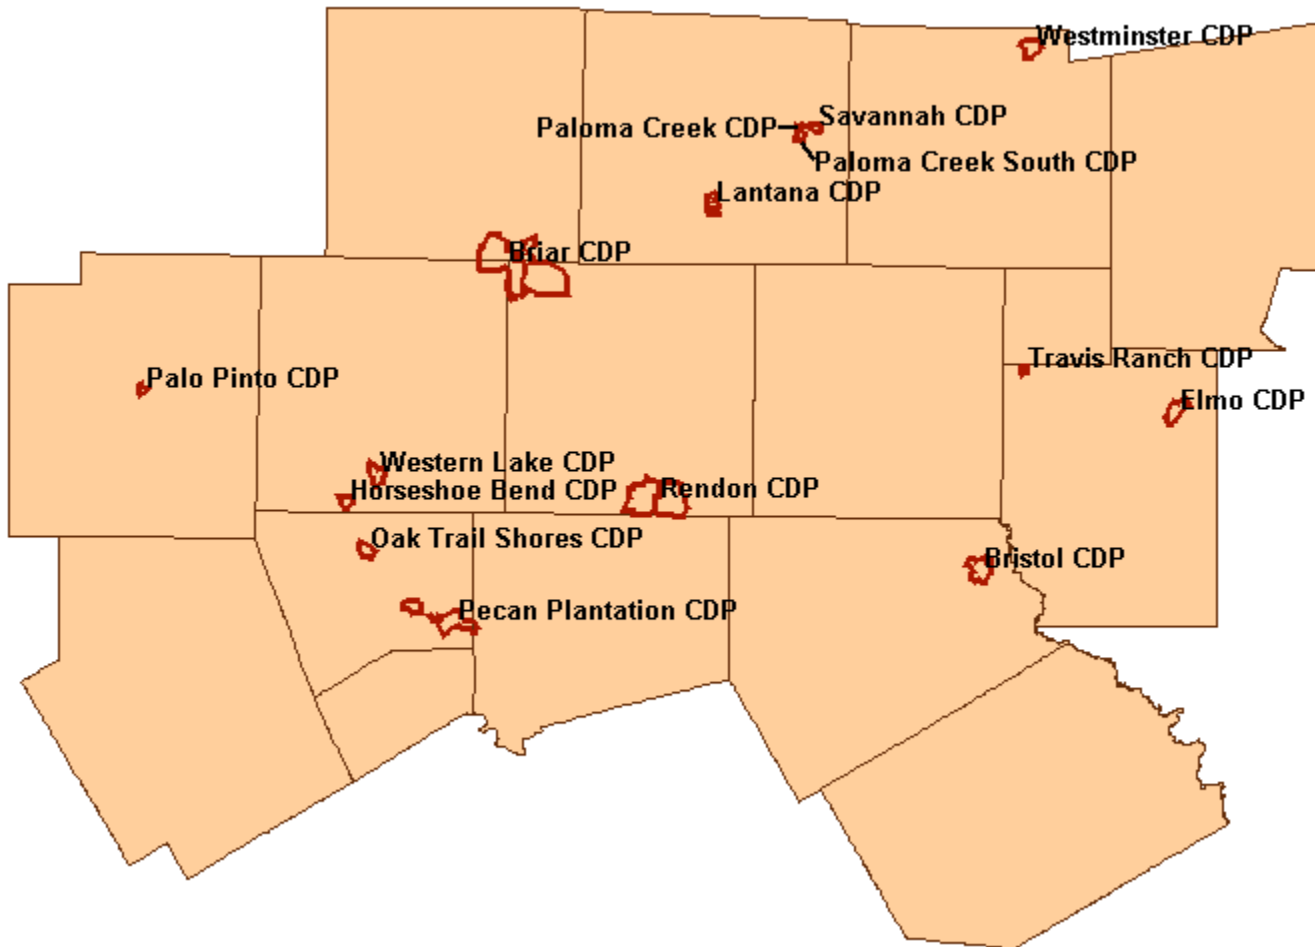 Westminster CDP
Savannah CDP
Paloma Creek CDP
Paloma Creek South CDP
Lantana CDP
Briar CDP
Travis Ranch CDP
Palo Pinto CDP
Elmo CDP
Western Lake CDP
Horseshoe Bend CDP
Rendon CDP
Oak Trail Shores CDP
Bristol CDP
Pecan Plantation CDP